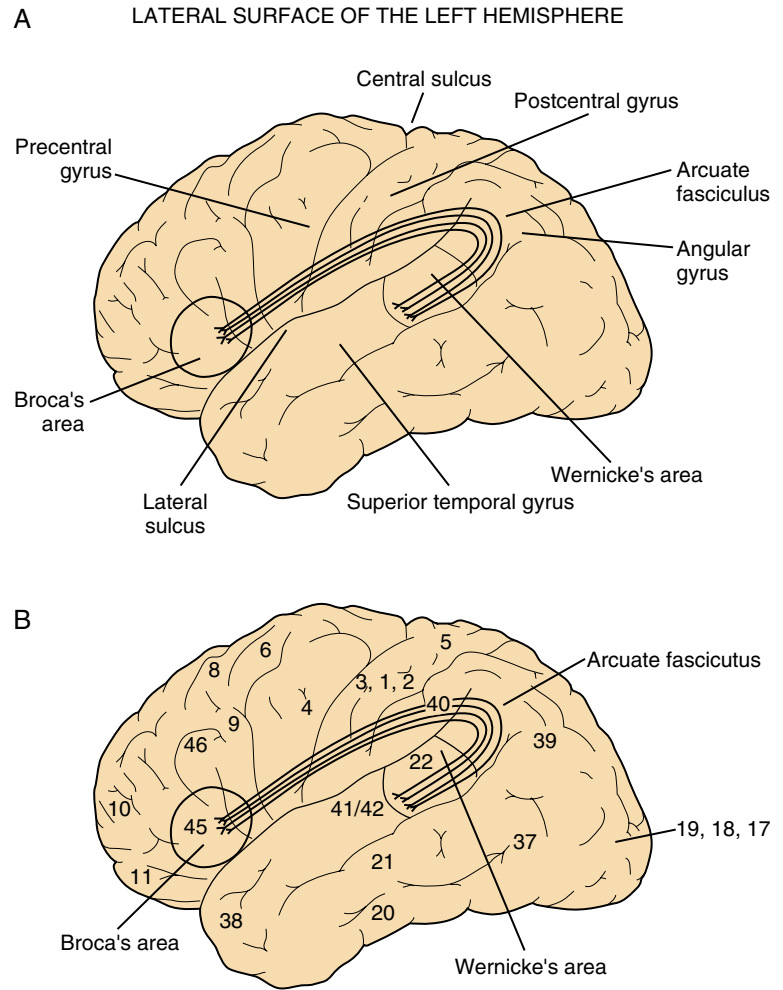 A
LATERAL SURFACE OF THE LEFT HEMISPHERE
Central sulcus
Postcentral gyrus
Precentral
gyrus
Arcuate
fasciculus
Angular
gyrus
Broca's
area
Wernicke's area
Lateral
sulcus
Superior temporal gyrus
B
5
6
Arcuate fascicutus
8
3, 1, 2
40
4
9
39
46
22
10
41/42
45
19, 18, 17
37
21
11
20
38
Broca's area
Wernicke's area